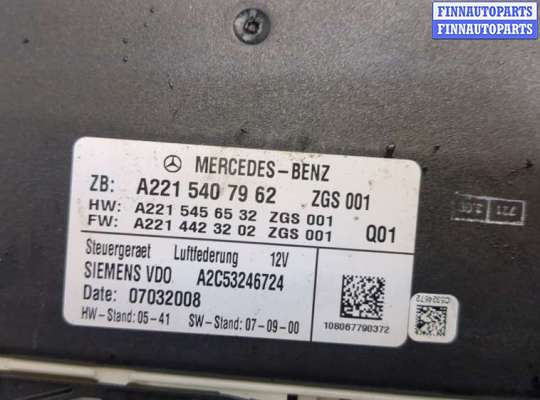 FINNAUTOPARTS
FINNAUTOPARTS
MERCEDES-BENZ
ZB: A221 540 79 62 ZGS 001
HW: A221 545 65 32 ZGS 001
FW: A221 442 32 02 ZGS 001 Q01
Steuergeraet Luftfederung 12V
SIEMENS VDO A2C53246724
Date: 07032008
HW-Stand: 05-41 SW-Stand: 07-09-00
108067790372